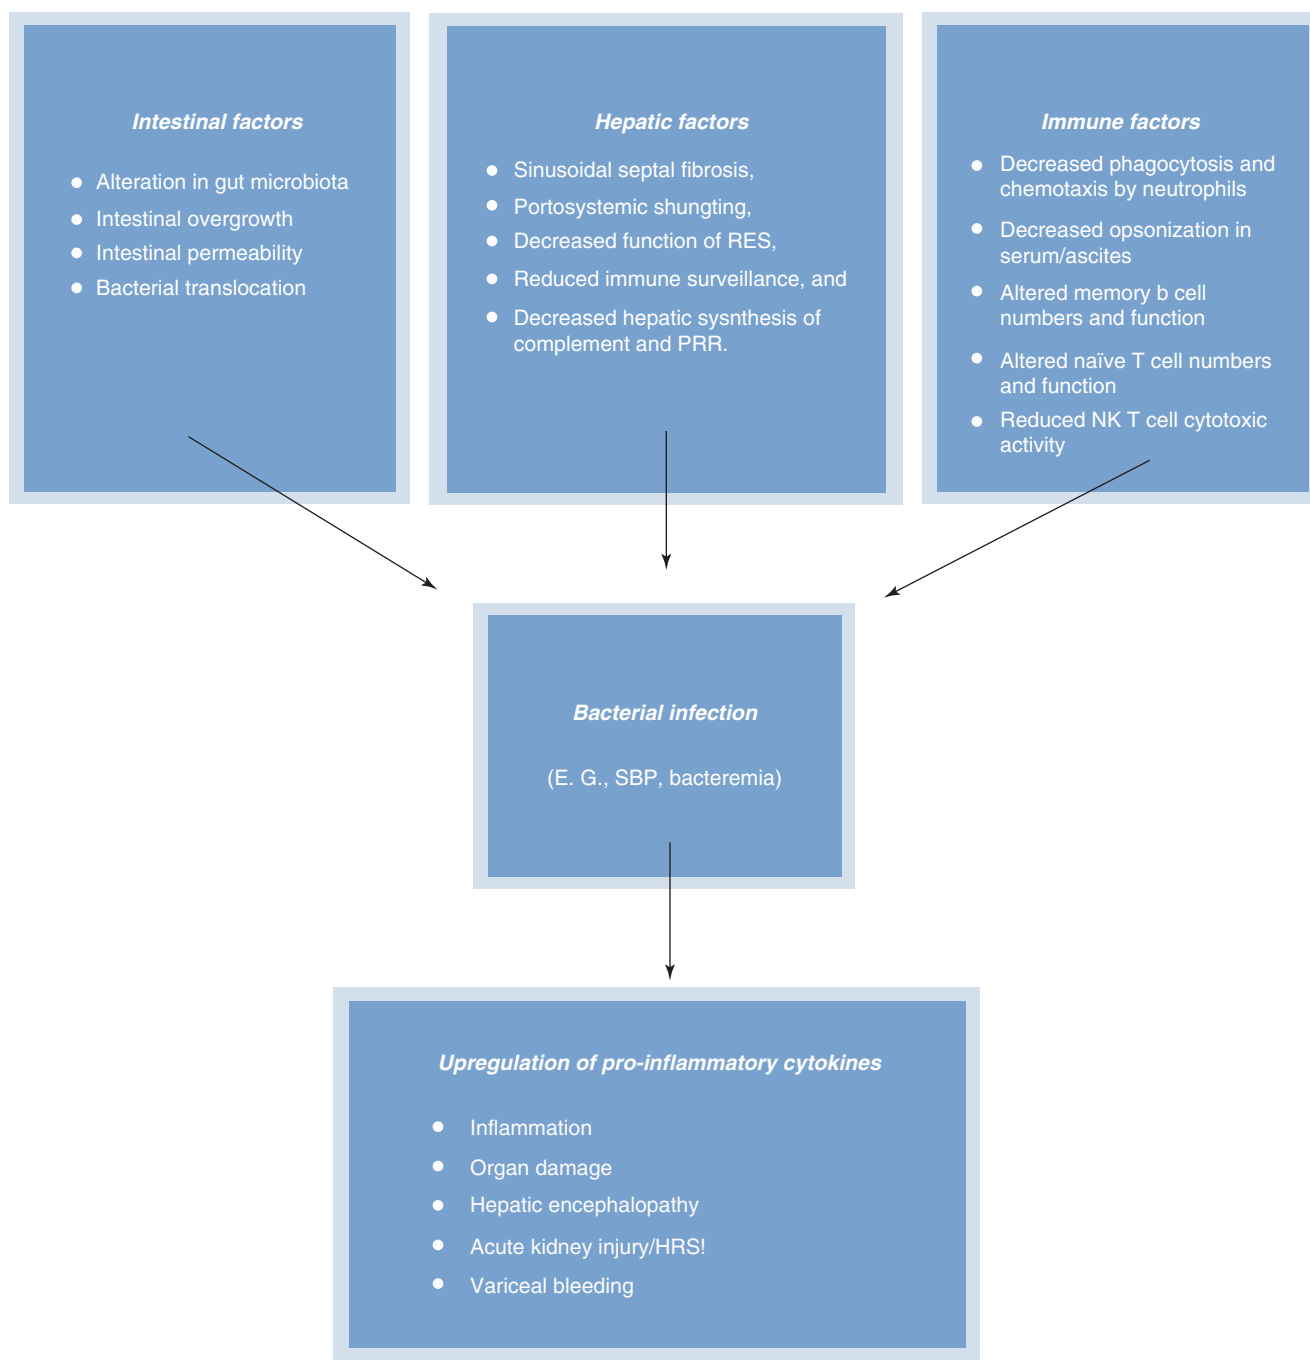 Intestinal factors
● Alteration in gut microbiota
● Intestinal overgrowth
● Intestinal permeability
● Bacterial translocation
Hepatic factors
● Sinusoidal septal fibrosis,
● Portosystemic shungting,
● Decreased function of RES,
● Reduced immune surveillance, and
● Decreased hepatic sysnthesis of
complement and PRR.
Immune factors
● Decreased phagocytosis and
chemotaxis by neutrophils
● Decreased opsonization in
serum/ascites
● Altered memory b cell
numbers and function
● Altered naïve T cell numbers
and function
● Reduced NK T cell cytotoxic
activity
Bacterial infection
(E. G., SBP, bacteremia)
Upregulation of pro-inflammatory cytokines
● Inflammation
● Organ damage
● Hepatic encephalopathy
● Acute kidney injury/HRS!
● Variceal bleeding